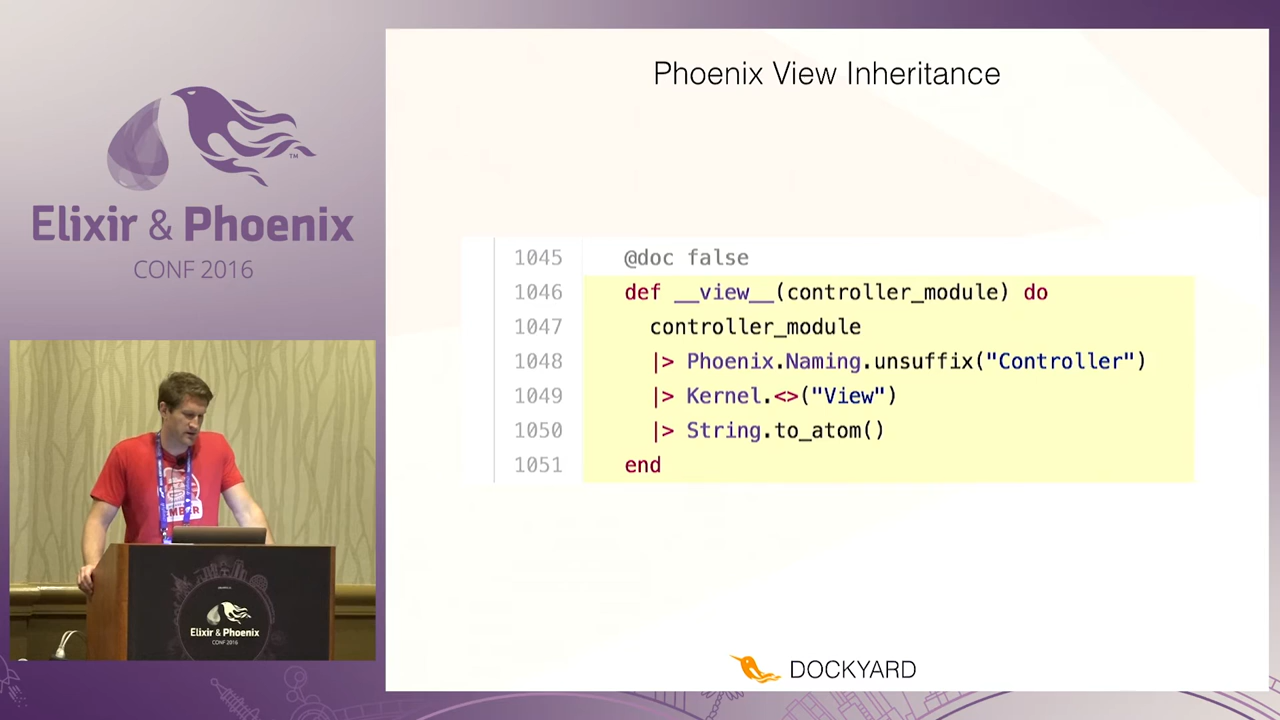 Elixir & Phoenix
CONF 2016
TM
Phoenix View Inheritance
1045 @doc false
1046 def __view__(controller_module) do
1047 controller_module
1048 |> Phoenix.Naming.unsuffix("Controller")
1049 |> Kernel.<>("View")
1050 |> String.to_atom()
1051 end
DOCKYARD
Elixir & Phoenix
CONF 2016